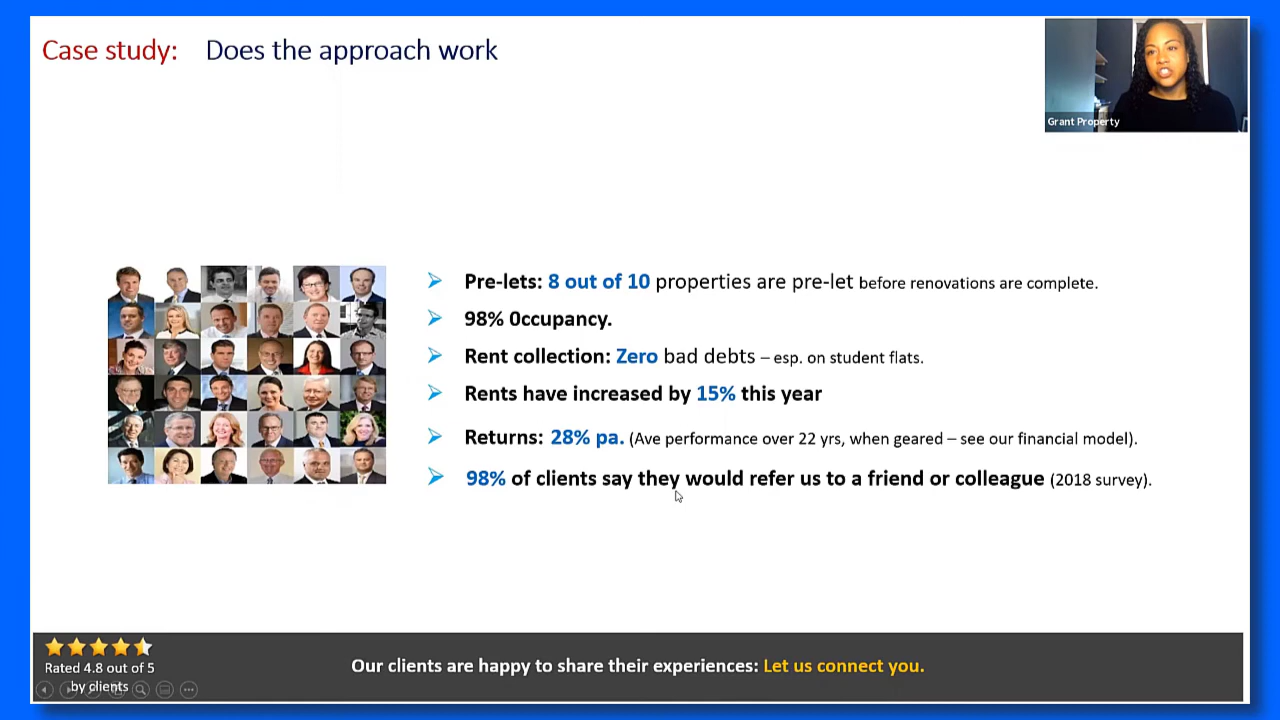 Case study: Does the approach work
Grant Property
Pre-lets: 8 out of 10 properties are pre-let before renovations are complete.
98% 0ccupancy.
Rent collection: Zero bad debts – esp. on student flats.
Rents have increased by 15% this year
Returns: 28% pa. (Ave performance over 22 yrs, when geared – see our financial model).
98% of clients say they would refer us to a friend or colleague (2018 survey).
Rated 4.8 out of 5
by clients
Our clients are happy to share their experiences: Let us connect you.